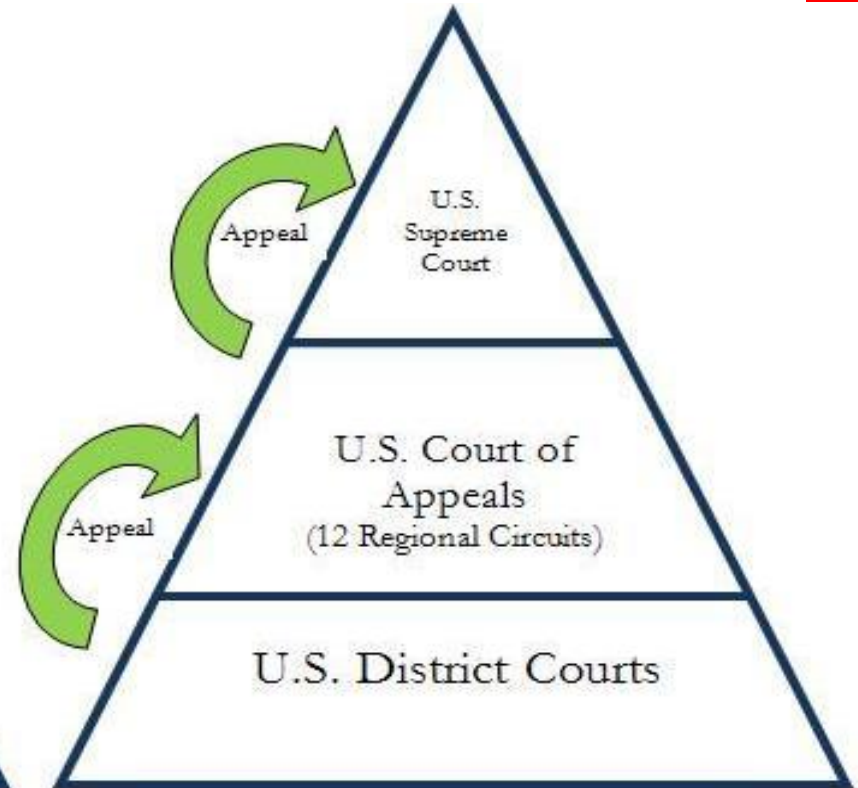 U.S.
Supreme
Court
Appeal
U.S. Court of
Appeals
(12 Regional Circuits)
Appeal
U.S. District Courts